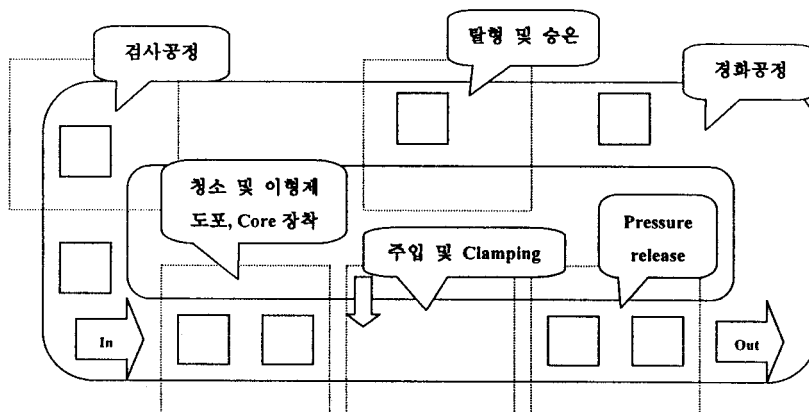 탈형 및 승온
검사공정
경화공정
청소 및 이형제
도포, Core 장착
주입 및 Clamping
Pressure
release
In
Out